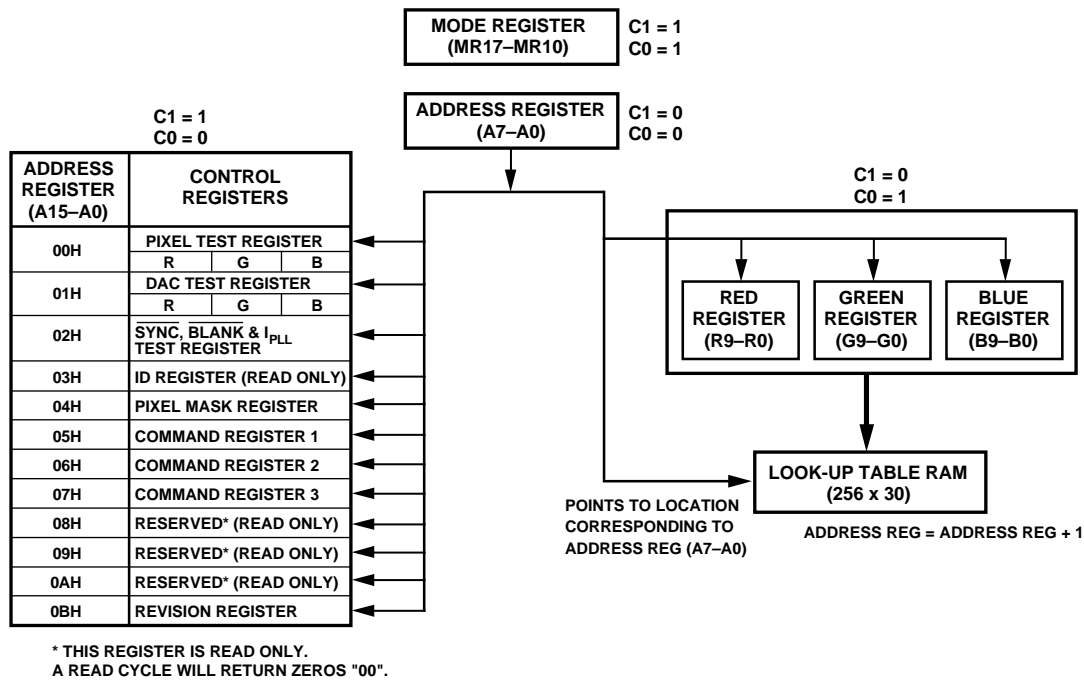 MODE REGISTER
(MR17–MR10)
C1 = 1
C0 = 1
ADDRESS REGISTER
(A7–A0)
C1 = 0
C0 = 0
C1 = 1
C0 = 0
ADDRESS
REGISTER
(A15–A0)
CONTROL
REGISTERS
00H
PIXEL TEST REGISTER
R G B
01H
DAC TEST REGISTER
R G B
02H
SYNC, BLANK & IPLL
TEST REGISTER
03H ID REGISTER (READ ONLY)
04H PIXEL MASK REGISTER
05H COMMAND REGISTER 1
06H COMMAND REGISTER 2
07H COMMAND REGISTER 3
08H RESERVED* (READ ONLY)
09H RESERVED* (READ ONLY)
0AH RESERVED* (READ ONLY)
0BH REVISION REGISTER
* THIS REGISTER IS READ ONLY.
A READ CYCLE WILL RETURN ZEROS "00".
C1 = 0
C0 = 1
RED
REGISTER
(R9–R0)
GREEN
REGISTER
(G9–G0)
BLUE
REGISTER
(B9–B0)
LOOK-UP TABLE RAM
(256 x 30)
POINTS TO LOCATION
CORRESPONDING TO
ADDRESS REG (A7–A0)
ADDRESS REG = ADDRESS REG + 1